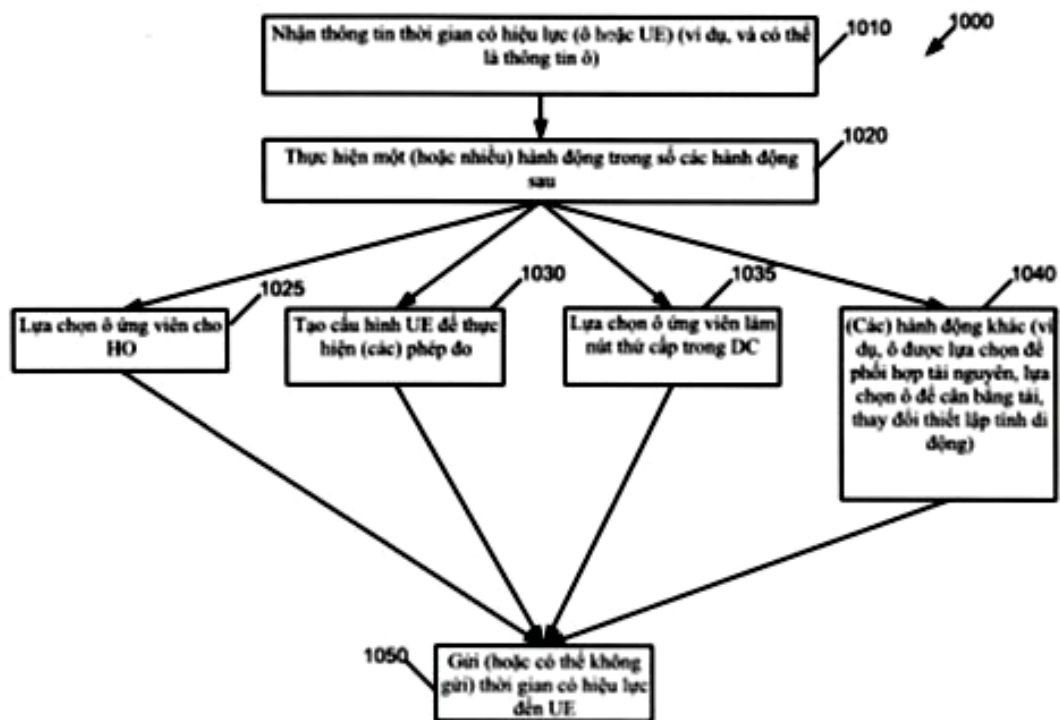 1000
1010
Nhận thông tin thời gian có hiệu lực (ô hoặc UE) (ví dụ, và có thể
là thông tin ô)
1020
Thực hiện một (hoặc nhiều) hành động trong số các hành động
sau
1025
Lựa chọn ô ứng viên cho
HO
1030
Tạo cấu hình UE để thực
hiện (các) phép đo
1035
Lựa chọn ô ứng viên làm
nút thứ cấp trong DC
1040
(Các) hành động khác (ví
dụ, ô được lựa chọn để
phối hợp tài nguyên, lựa
chọn ô để cân bằng tải,
thay đổi thiết lập tính di
động)
1050
Gửi (hoặc có thể không
gửi) thời gian có hiệu lực
đến UE